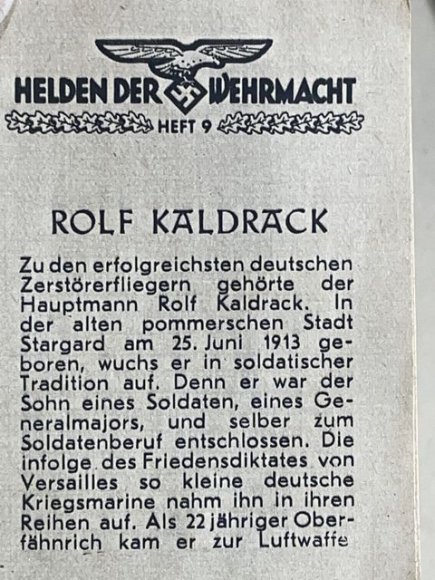 HELDEN DER WEHRMACHT
HEFT 9
ROLF KALDRACK
Zu den erfolgreichsten deutschen
Zerstörerfliegern gehörte der
Hauptmann Rolf Kaldrack. In
der alten pommerschen Stadt
Stargard am 25. Juni 1913 ge-
boren, wuchs er in soldatischer
Tradition auf. Denn er war der
Sohn eines Soldaten, eines Ge-
neralmajors, und selber zum
Soldatenberuf entschlossen. Die
infolge des Friedensdiktates von
Versailles so kleine deutsche
Kriegsmarine nahm ihn in ihren
Reihen auf. Als 22 jähriger Ober-
fähnrich kam er zur Luftwaffe